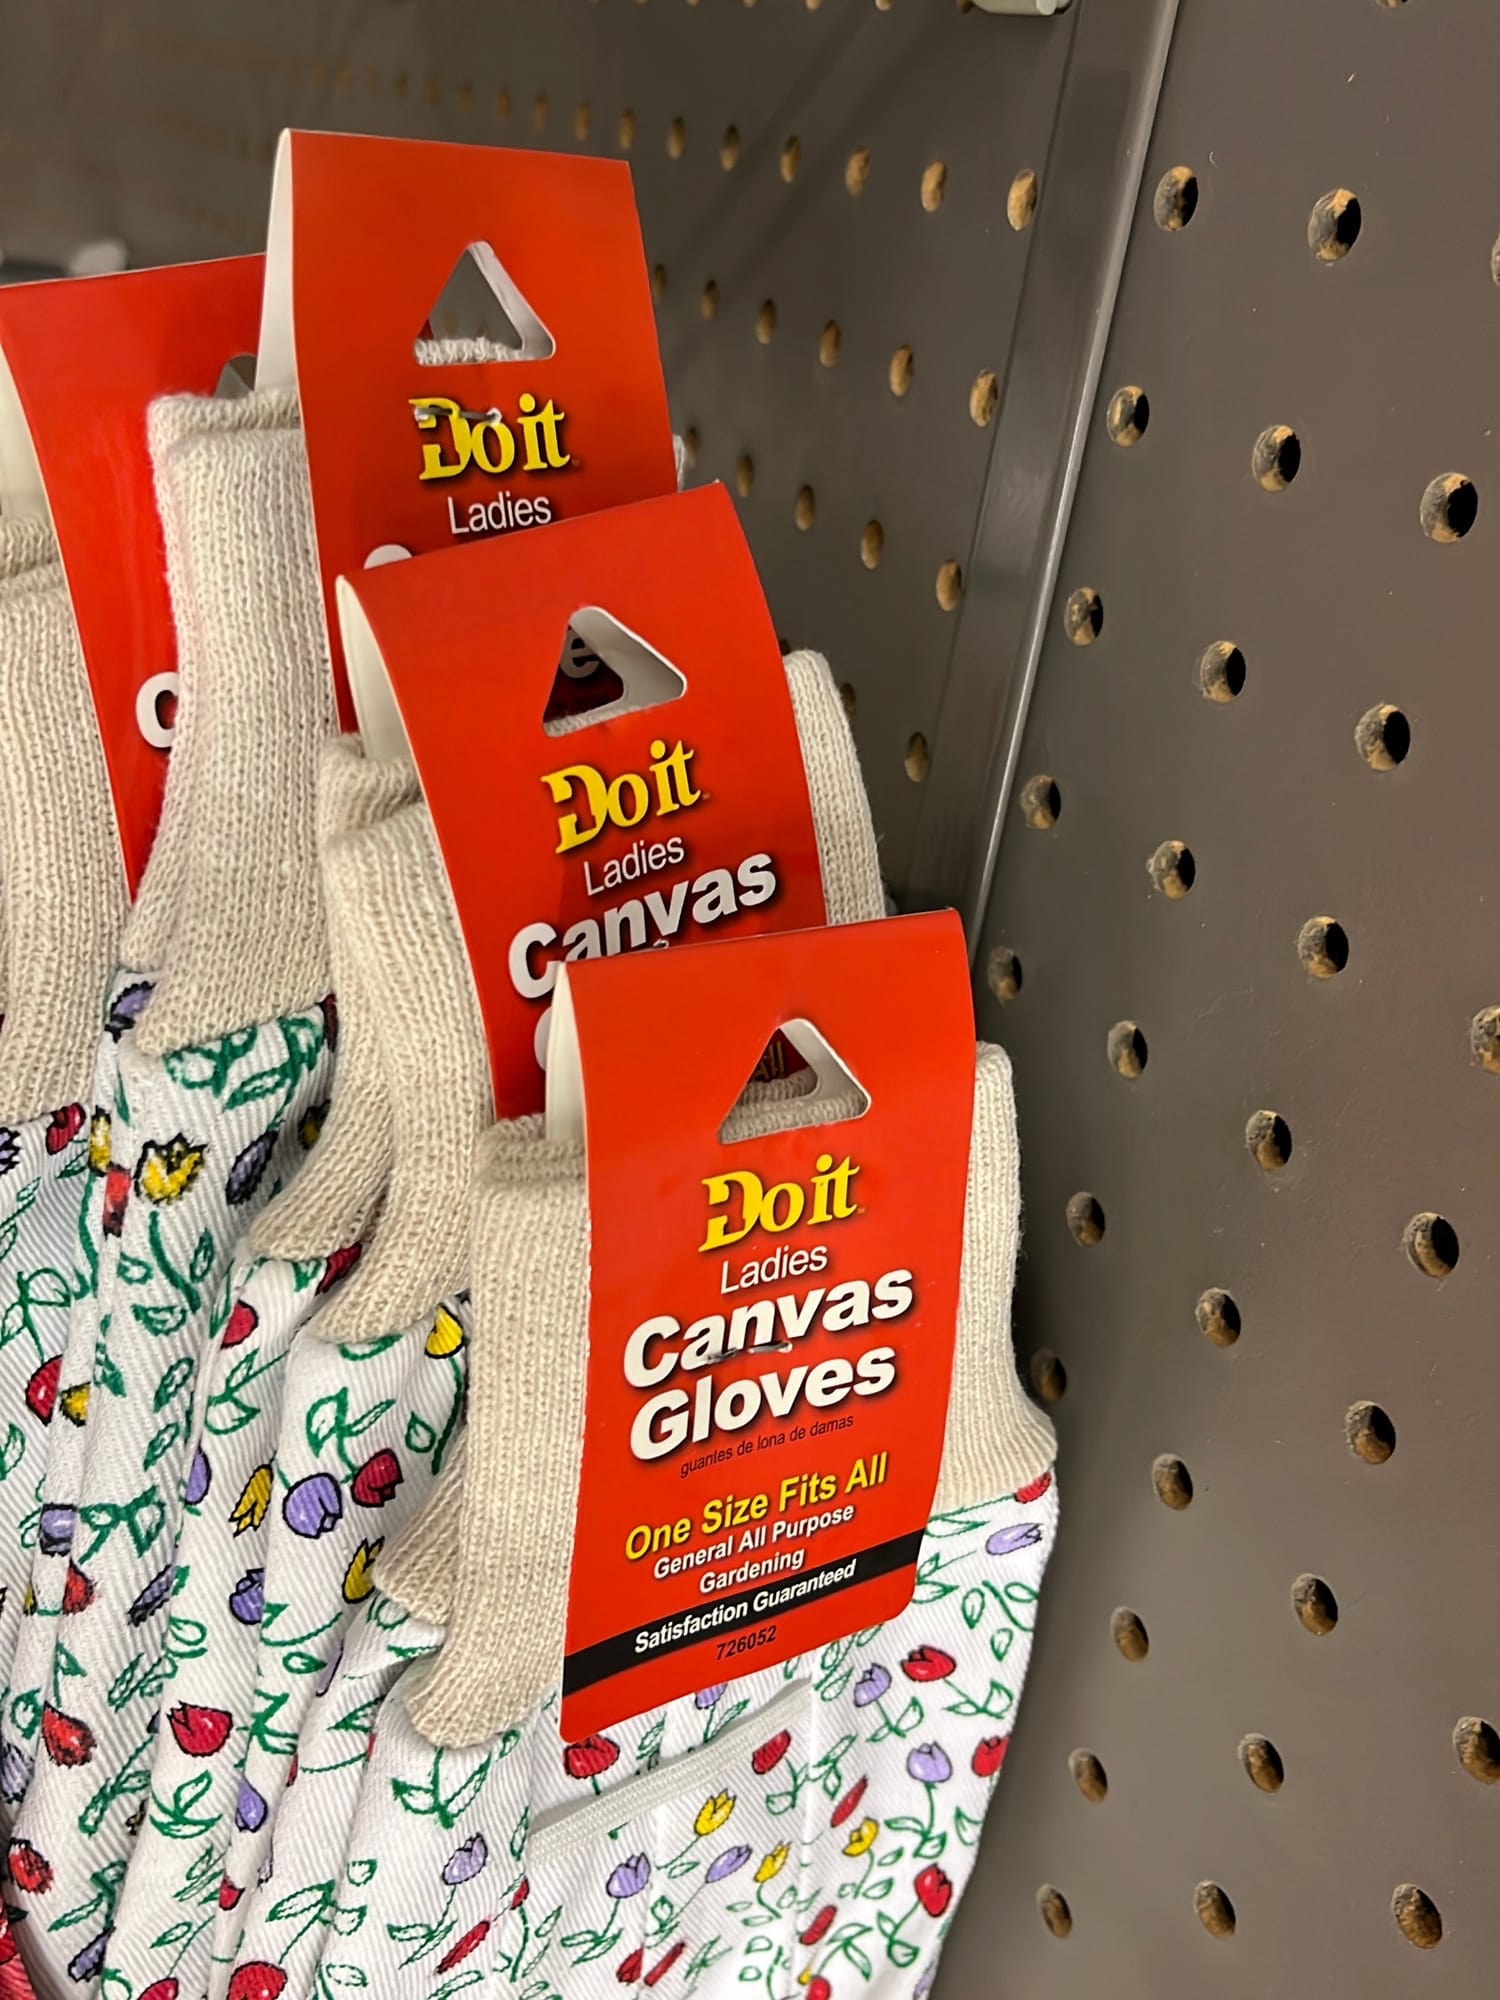 Do it
Ladies
Do it
Ladies
Canvas
Do it
Ladies
Canvas
Gloves
guantes de lona de damas
One Size Fits All
General All Purpose
Gardening
Satisfaction Guaranteed
726052